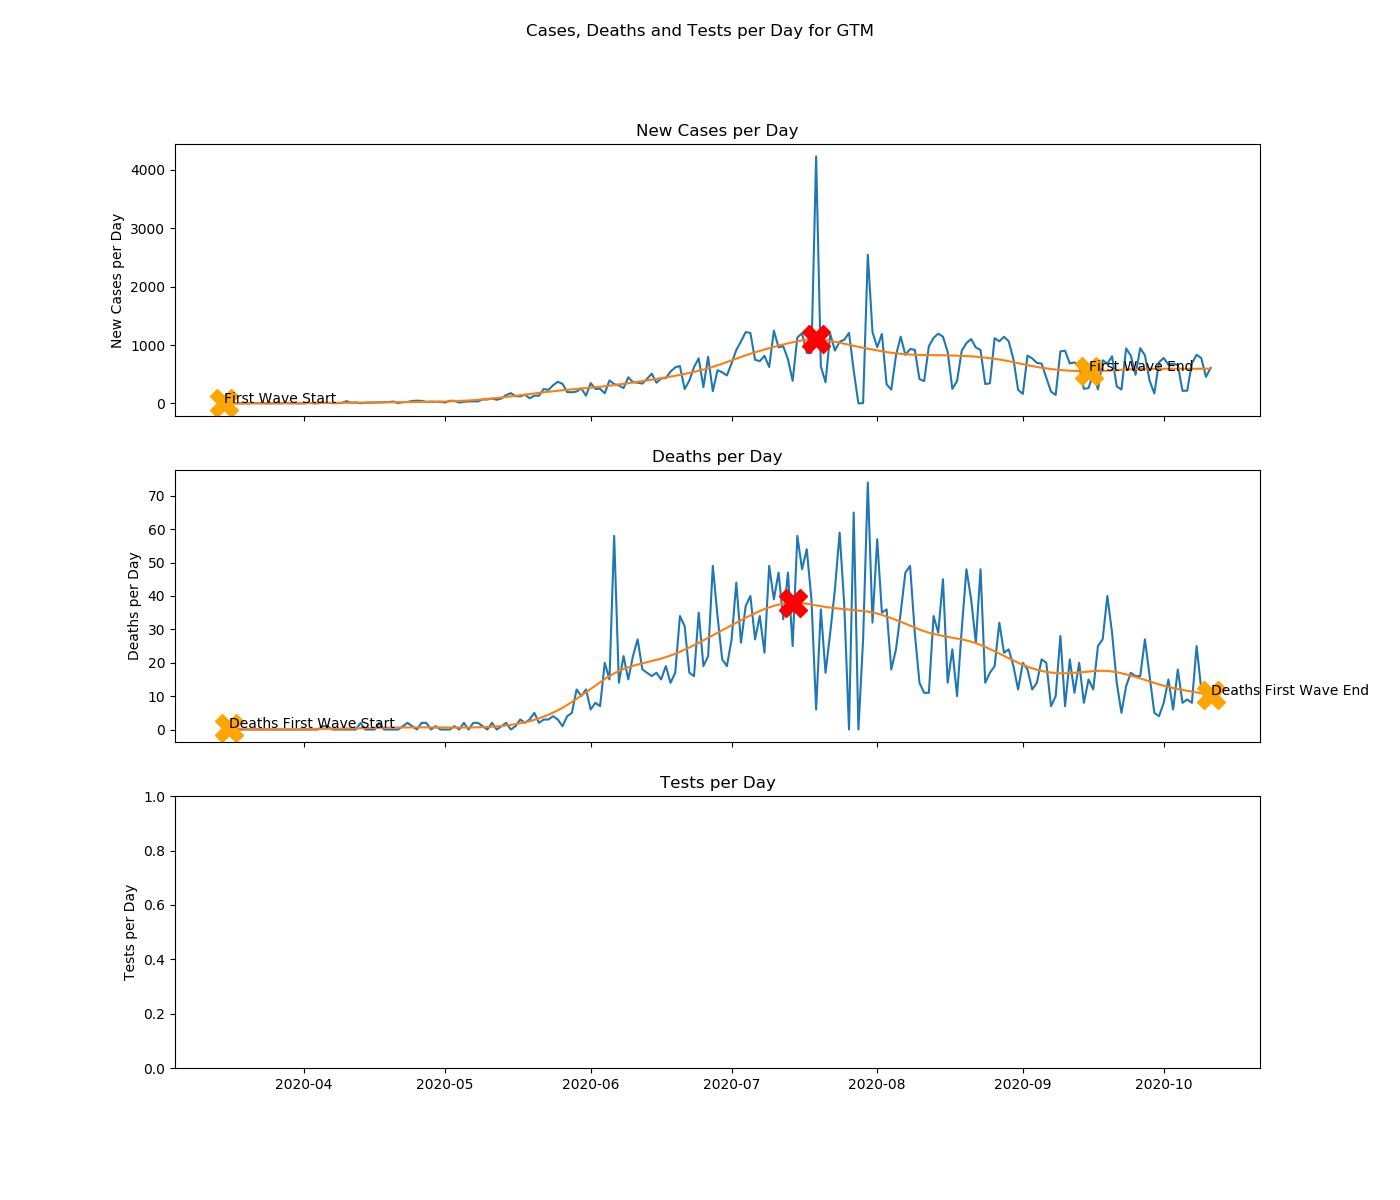 Cases, Deaths and Tests per Day for GTM
New Cases per Day
New Cases per Day
4000
3000
2000
1000
0
First Wave Start
First Wave End
Deaths per Day
Deaths per Day
70
60
50
40
30
20
10
0
Deaths First Wave Start
Deaths First Wave End
Tests per Day
Tests per Day
1.0
0.8
0.6
0.4
0.2
0.0
2020-04 2020-05 2020-06 2020-07 2020-08 2020-09 2020-10